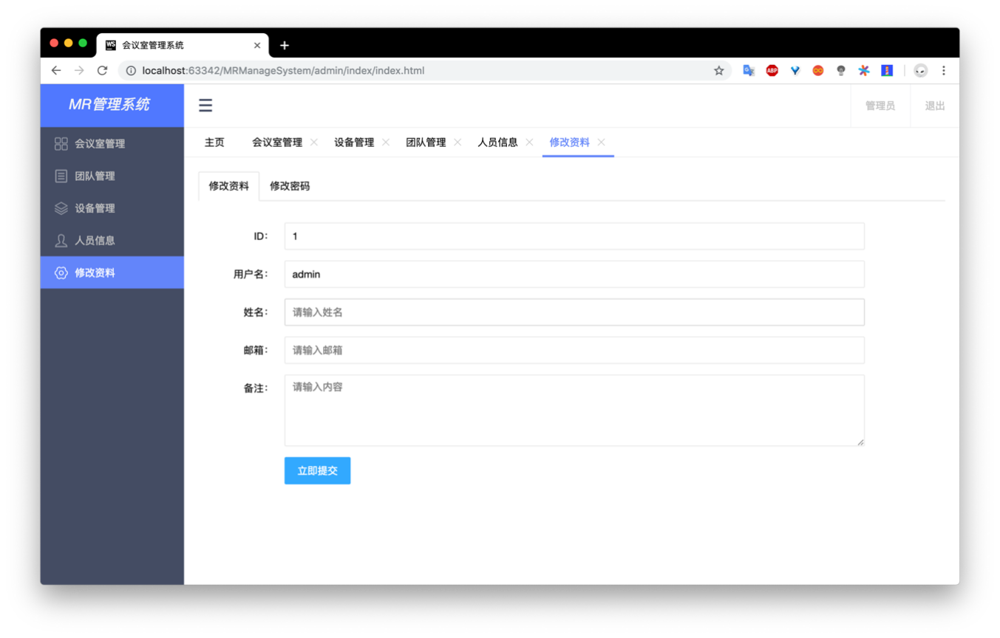 会议室管理系统
localhost:63342/MRManageSystem/admin/index/index.html
ABP
MR管理系统
管理员 退出
主页 会议室管理 设备管理 团队管理 人员信息 修改资料
会议室管理
团队管理
设备管理
人员信息
修改资料
修改资料 修改密码
ID: 1
用户名: admin
姓名: 请输入姓名
邮箱: 请输入邮箱
备注: 请输入内容
立即提交